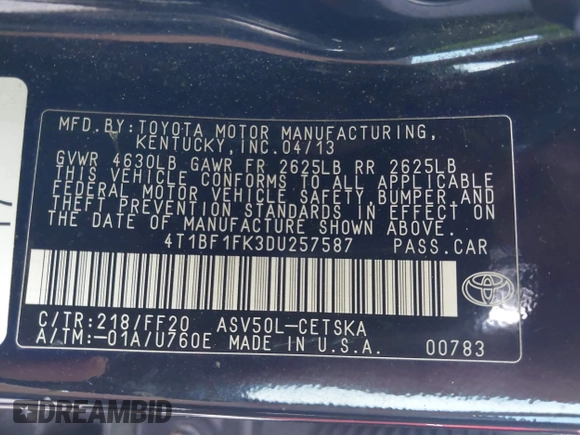 MFD.BY:TOYOTA MOTOR MANUFACTURING,
KENTUCKY,INC.04/13
GVWR 4630LB GAWR FR 2625LB RR 2625LB
THIS VEHICLE CONFORMS TO ALL APPLICABLE
FEDERAL MOTOR VEHICLE SAFETY,BUMPER,AND
THEFT PREVENTION STANDARDS IN EFFECT ON
THE DATE OF MANUFACTURE SHOWN ABOVE.
4T1BF1FK3DU257587 PASS.CAR
C/TR:218/FF20 ASV50L-CETSKA
A/TM:-01A/U760E MADE IN U.S.A. 00783
DREAMBID